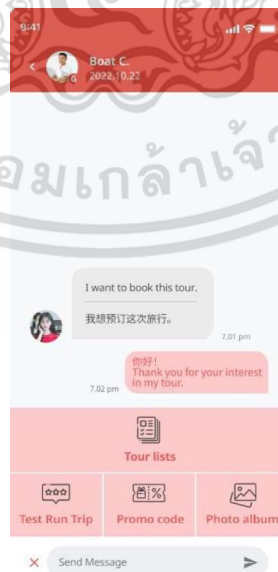 9:41
Boat C.
2022.10.22
G
อมเกล้าเจ้า
I want to book this tour.
我想预订这次旅行。
7.01 pm
你好!
Thank you for your interest
in my tour.
7.02 pm
Tour lists
Test Run Trip
Promo code
Photo album
Send Message